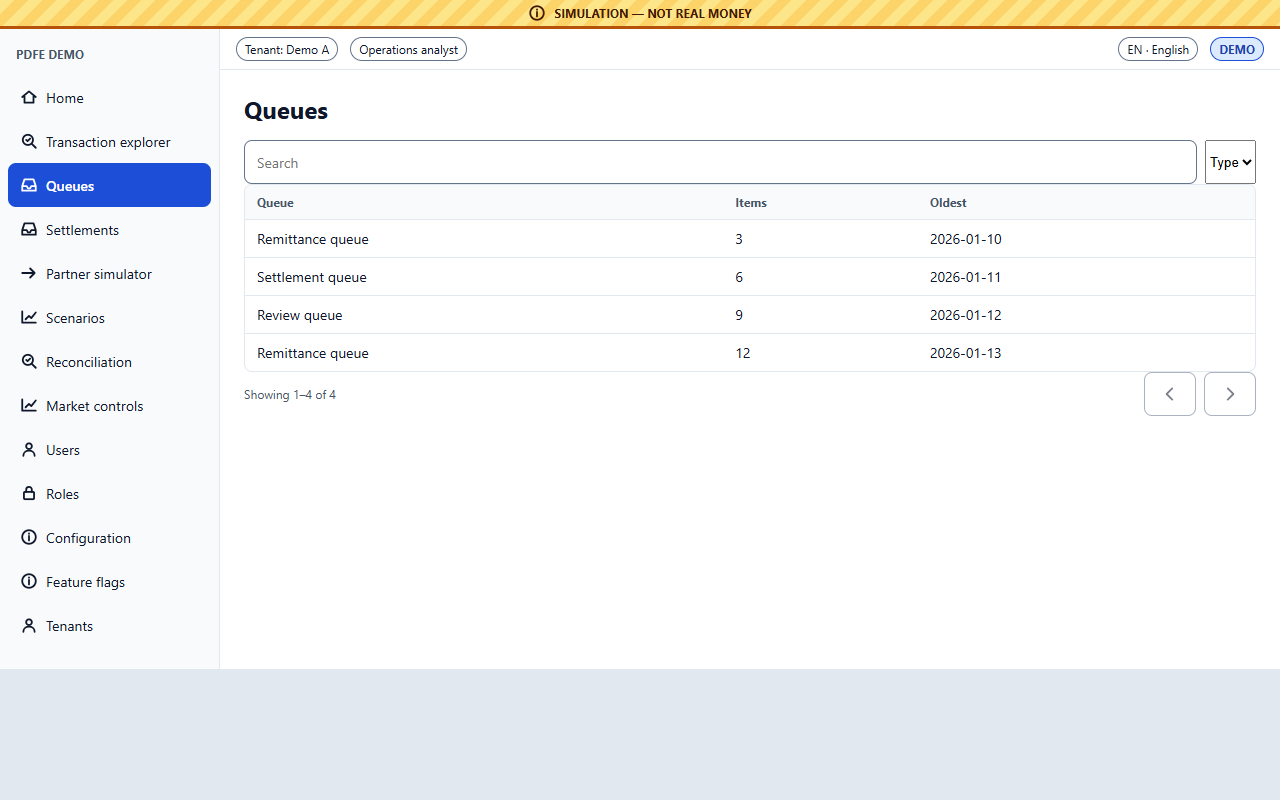 SIMULATION — NOT REAL MONEY
PDFE DEMO
Tenant: Demo A
Operations analyst
EN · English
DEMO
Home
Transaction explorer
Queues
Settlements
Partner simulator
Scenarios
Reconciliation
Market controls
Users
Roles
Configuration
Feature flags
Tenants
Queues
Search
Type
Queue Items Oldest
Remittance queue 3 2026-01-10
Settlement queue 6 2026-01-11
Review queue 9 2026-01-12
Remittance queue 12 2026-01-13
Showing 1–4 of 4